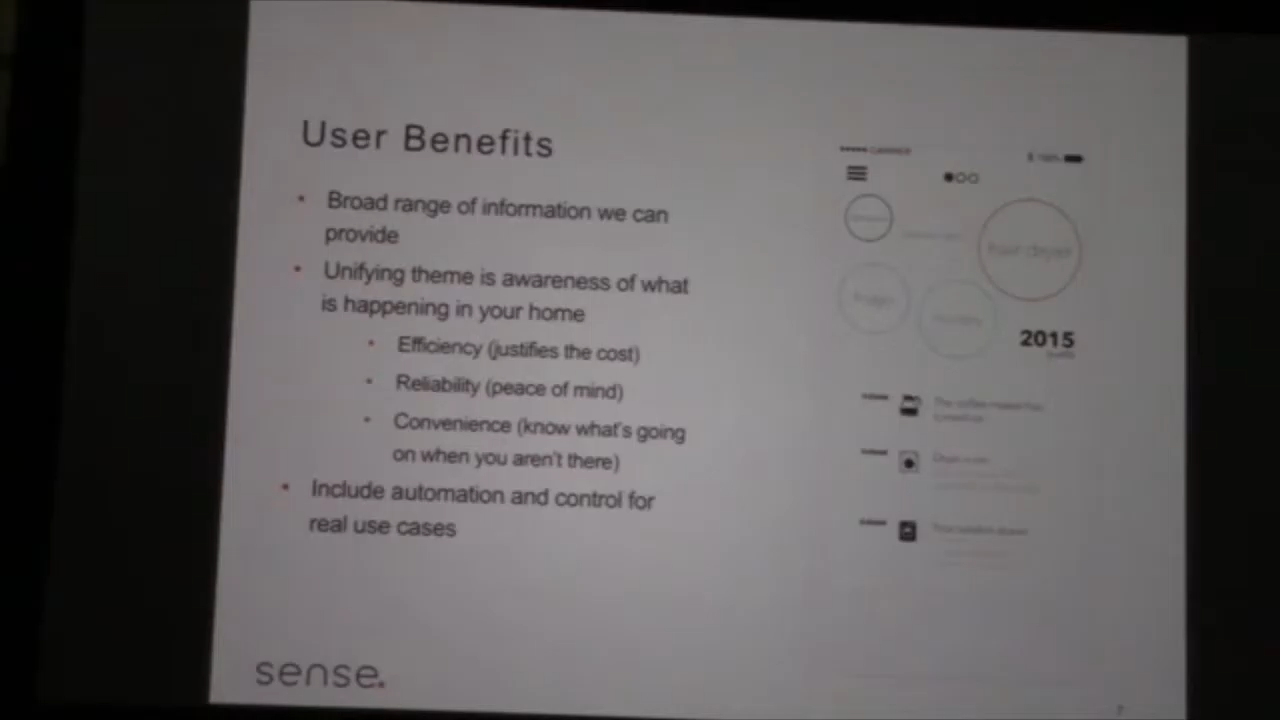 User Benefits
• Broad range of information we can
provide
• Unifying theme is awareness of what
is happening in your home
• Efficiency (justifies the cost)
• Reliability (peace of mind)
• Convenience (know what's going
on when you aren't there)
• Include automation and control for
real use cases
sense.
2015